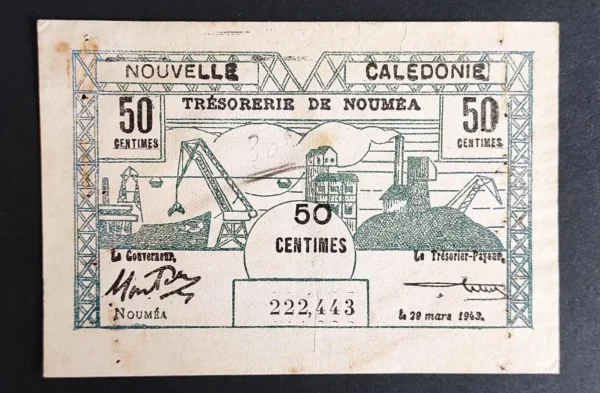 NOUVELLE CALEDONIE
TRÉSORERIE DE NOUMÉA
50 CENTIMES
50 CENTIMES
50 CENTIMES
Le Gouverneur,
Le Trésorier-Payeur,
222,443
NOUMÉA
le 29 mars 1943.